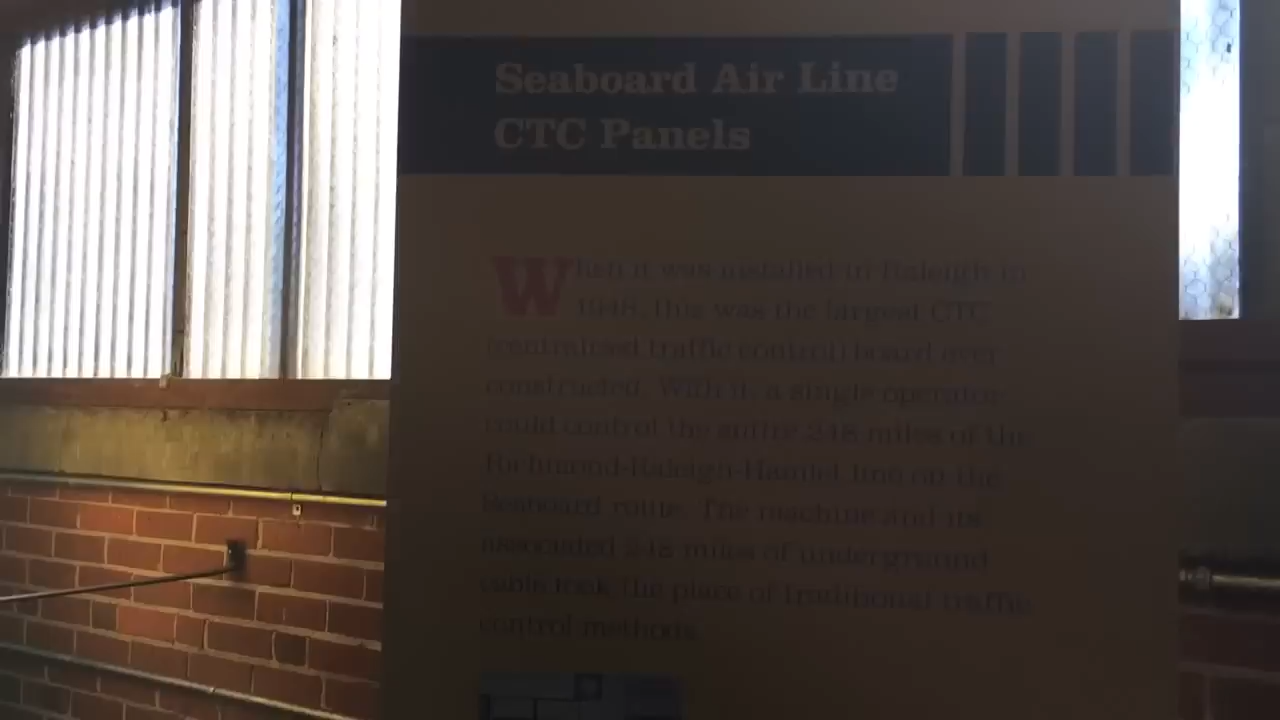 Seaboard Air Line
CTC Panels
When it was installed in Raleigh in
1948, this was the largest CTC
(centralized traffic control) board ever
constructed. With it, a single operator
could control the entire 248 miles of the
Richmond-Raleigh-Hamlet line on the
Seaboard route. The machine and its
associated 248 miles of underground
cable took the place of traditional traffic
control methods.